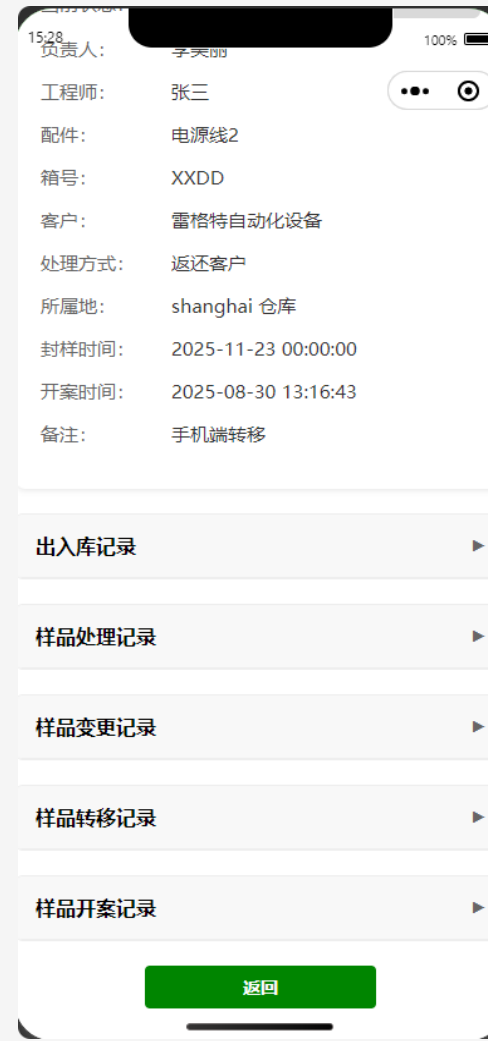 15:28
100%
负责人：
工程师： 张三
配件： 电源线2
箱号： XXDD
客户： 雷格特自动化设备
处理方式： 返还客户
所属地： shanghai 仓库
封样时间： 2025-11-23 00:00:00
开案时间： 2025-08-30 13:16:43
备注： 手机端转移
出入库记录
样品处理记录
样品变更记录
样品转移记录
样品开案记录
返回